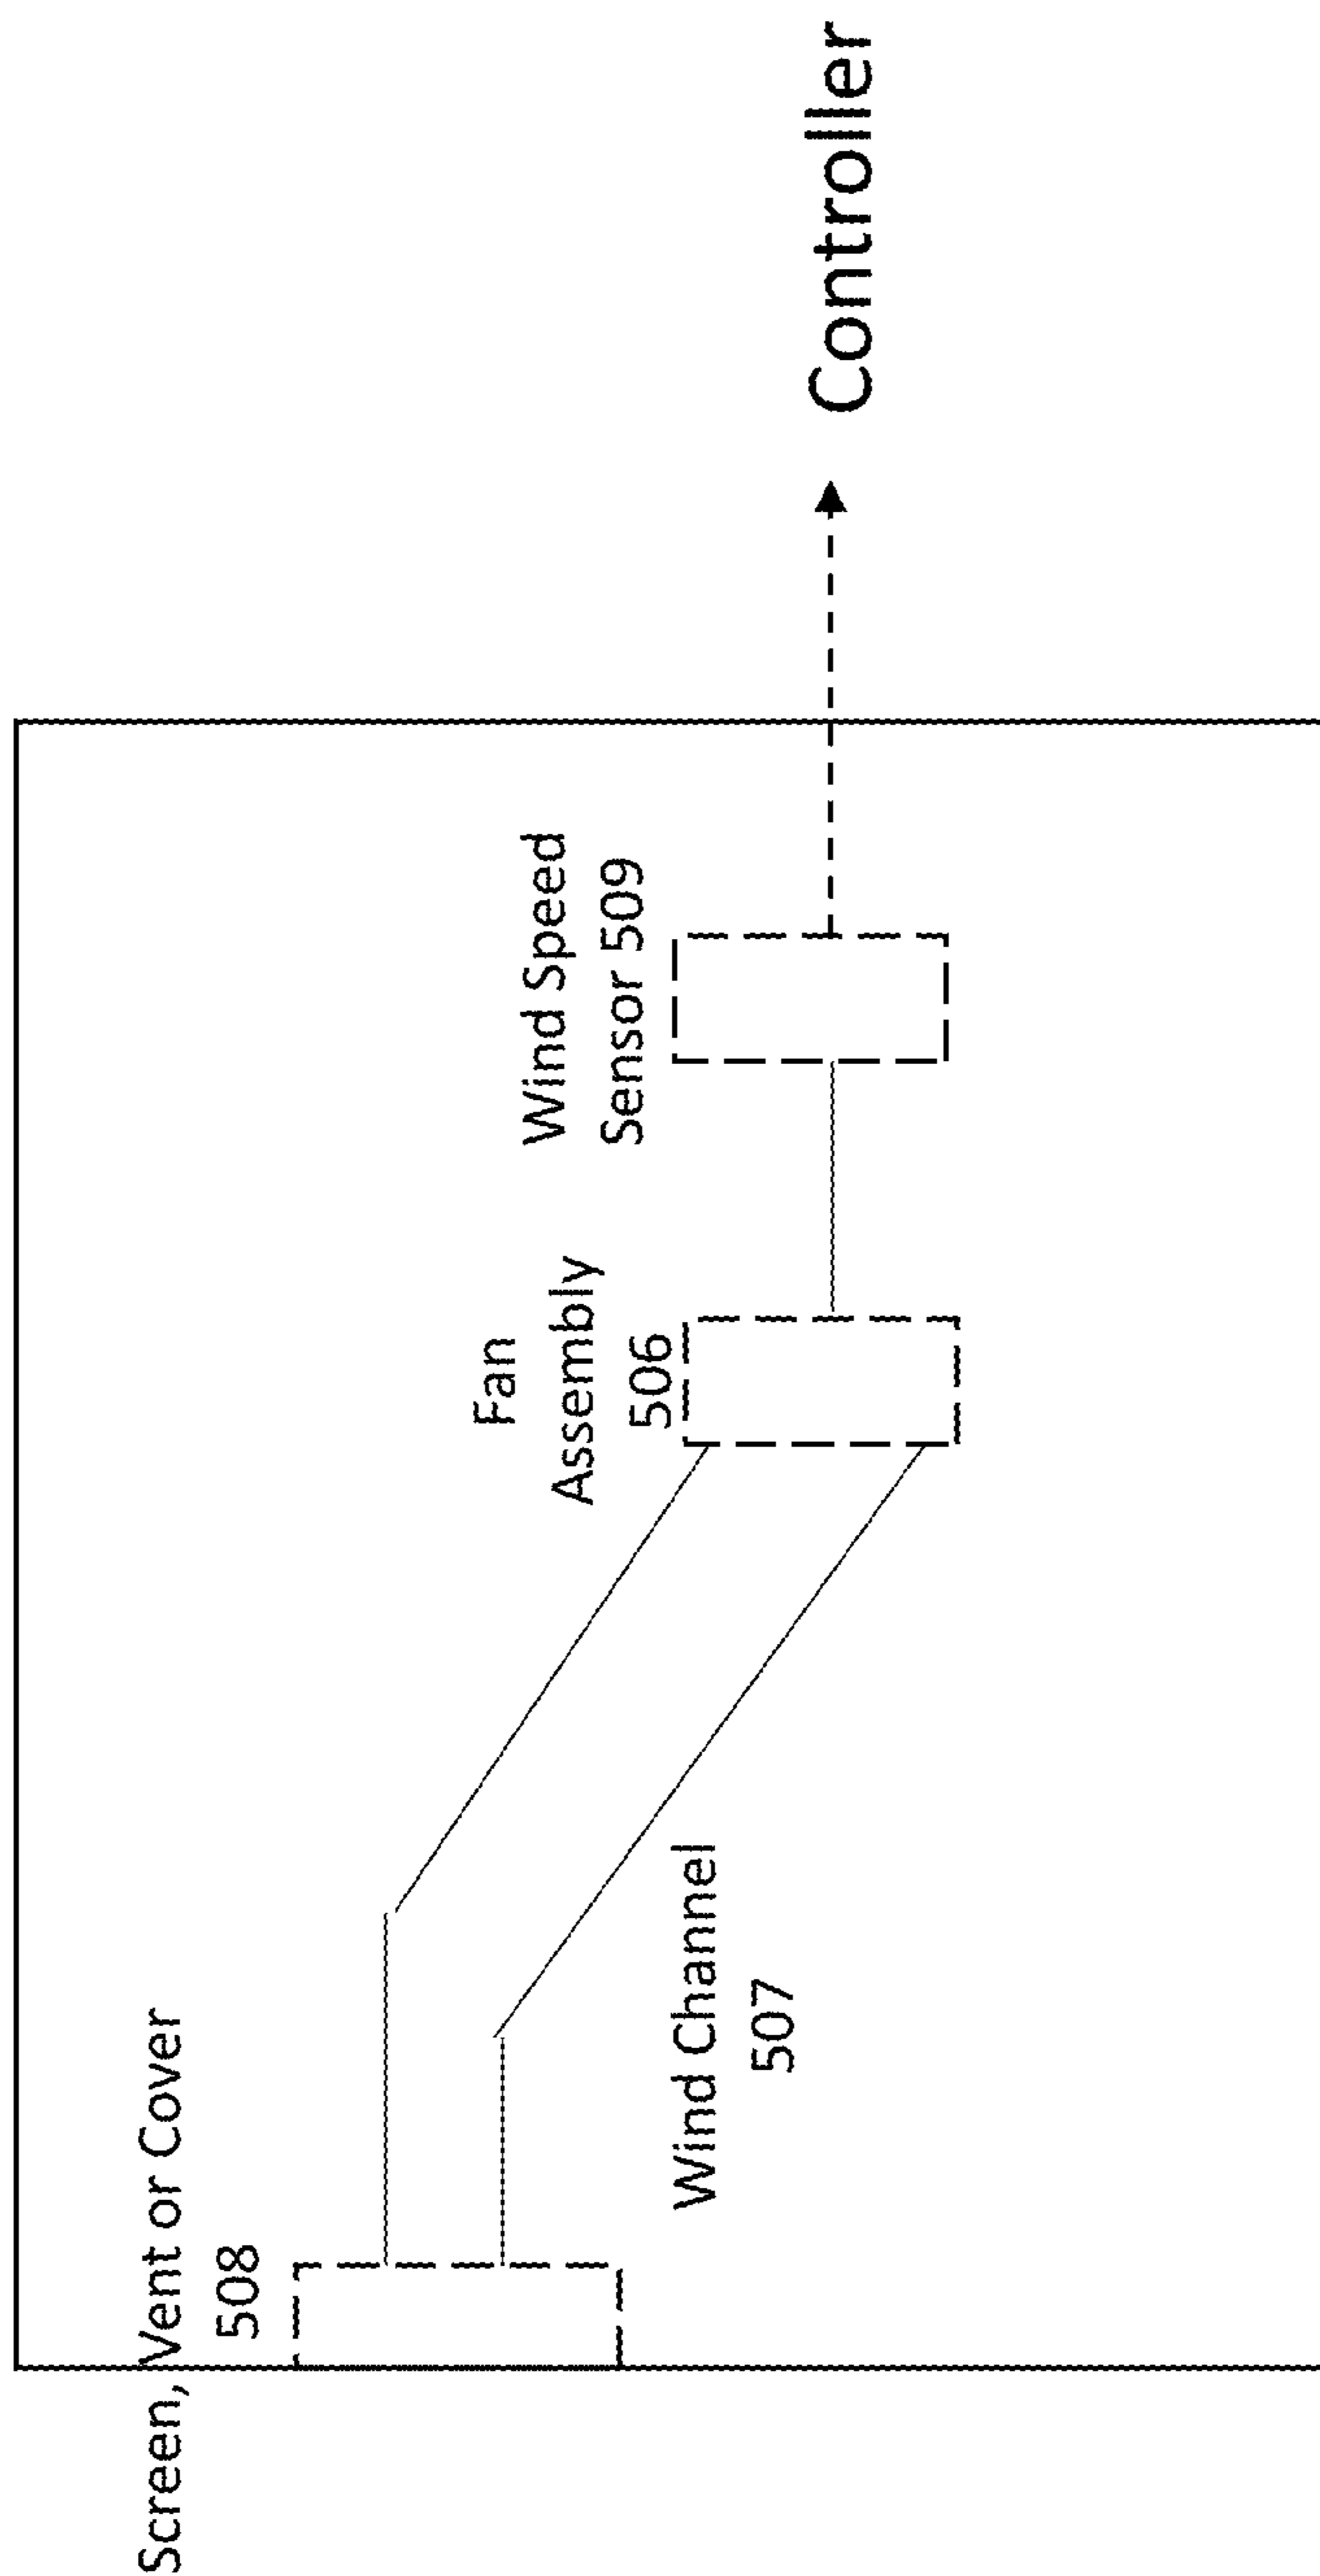 Screen, Vent or Cover
508
Wind Channel
507
Fan
Assembly
506
Wind Speed
Sensor 509
Controller